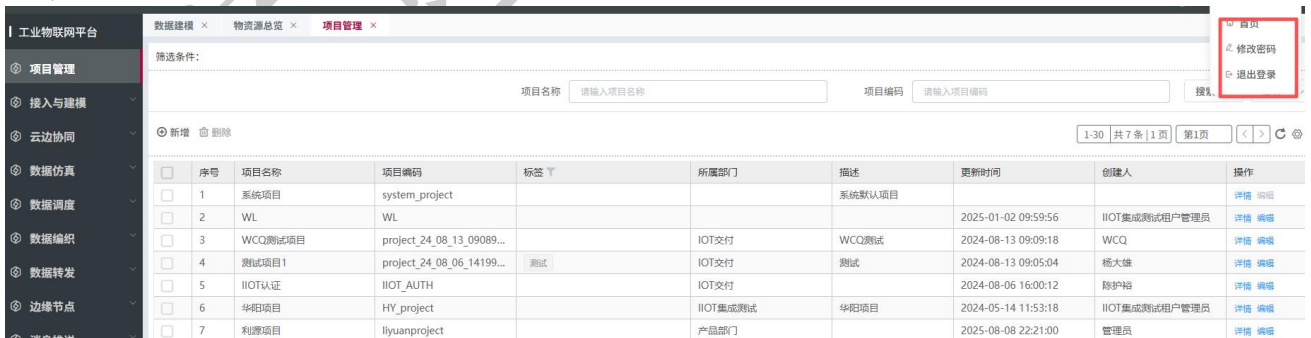 工业物联网平台
数据建模 × 物资源总览 × 项目管理 ×
首页
修改密码
退出登录
筛选条件:
项目名称 请输入项目名称 项目编码 请输入项目编码
项目管理
接入与建模
云边协同
数据仿真
数据调度
数据编织
数据转发
边缘节点
新增 删除
1-30 共 7 条 1 页 第1页
序号 项目名称 项目编码 标签 所属部门 描述 更新时间 创建人 操作
1 系统项目 system_project 系统默认项目 详情 编辑
2 WL WL 2025-01-02 09:59:56 IIOT集成测试租户管理员 详情 编辑
3 WCQ测试项目 project_24_08_13_09089... IOT交付 WCQ测试 2024-08-13 09:09:18 WCQ 详情 编辑
4 测试项目1 project_24_08_06_14199... 测试 IOT交付 测试 2024-08-13 09:05:04 杨大雄 详情 编辑
5 IIOT认证 IIOT_AUTH IOT交付 2024-08-06 16:00:12 陈护裕 详情 编辑
6 华阳项目 HY_project IIOT集成测试 华阳项目 2024-05-14 11:53:18 IIOT集成测试租户管理员 详情 编辑
7 利源项目 liyuanproject 产品部门 2025-08-08 22:21:00 管理员 详情 编辑